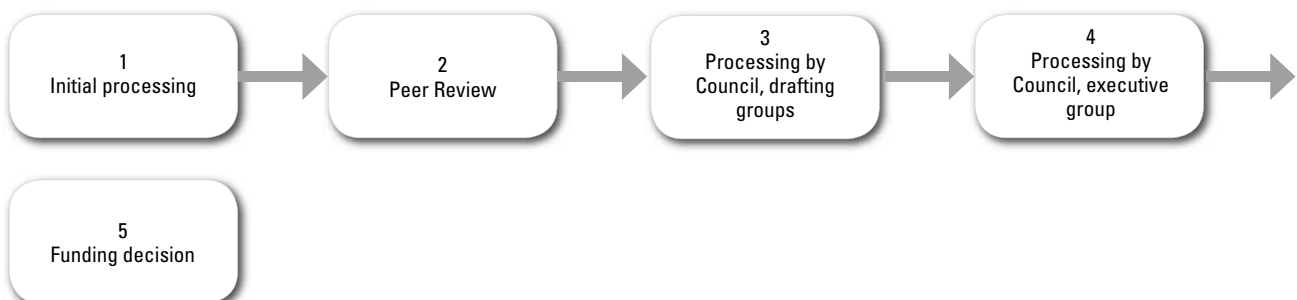 1
Initial processing
2
Peer Review
3
Processing by
Council, drafting
groups
4
Processing by
Council, executive
group
5
Funding decision